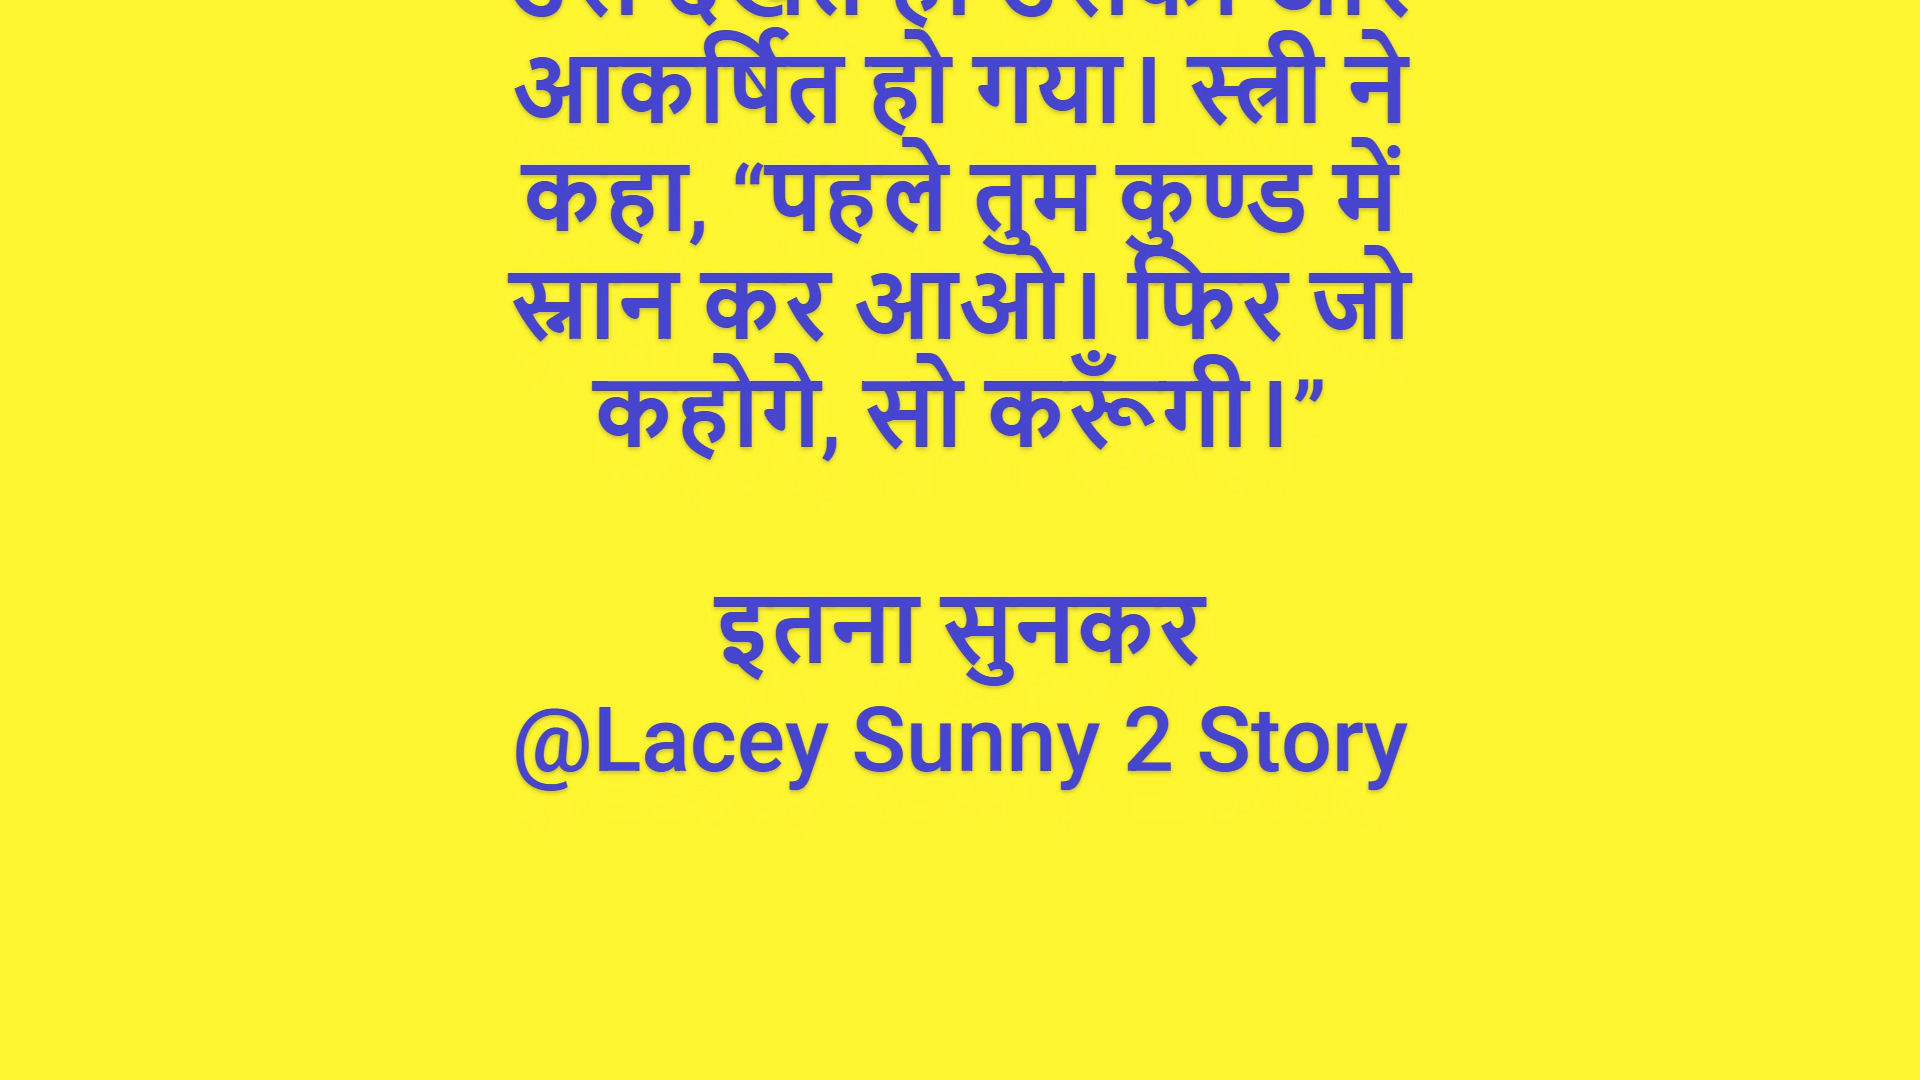 आकर्षित हो गया। स्त्री ने
कहा, “पहले तुम कुण्ड में
स्नान कर आओ। फिर जो
कहोगे, सो करूँगी।”
इतना सुनकर
@Lacey Sunny 2 Story